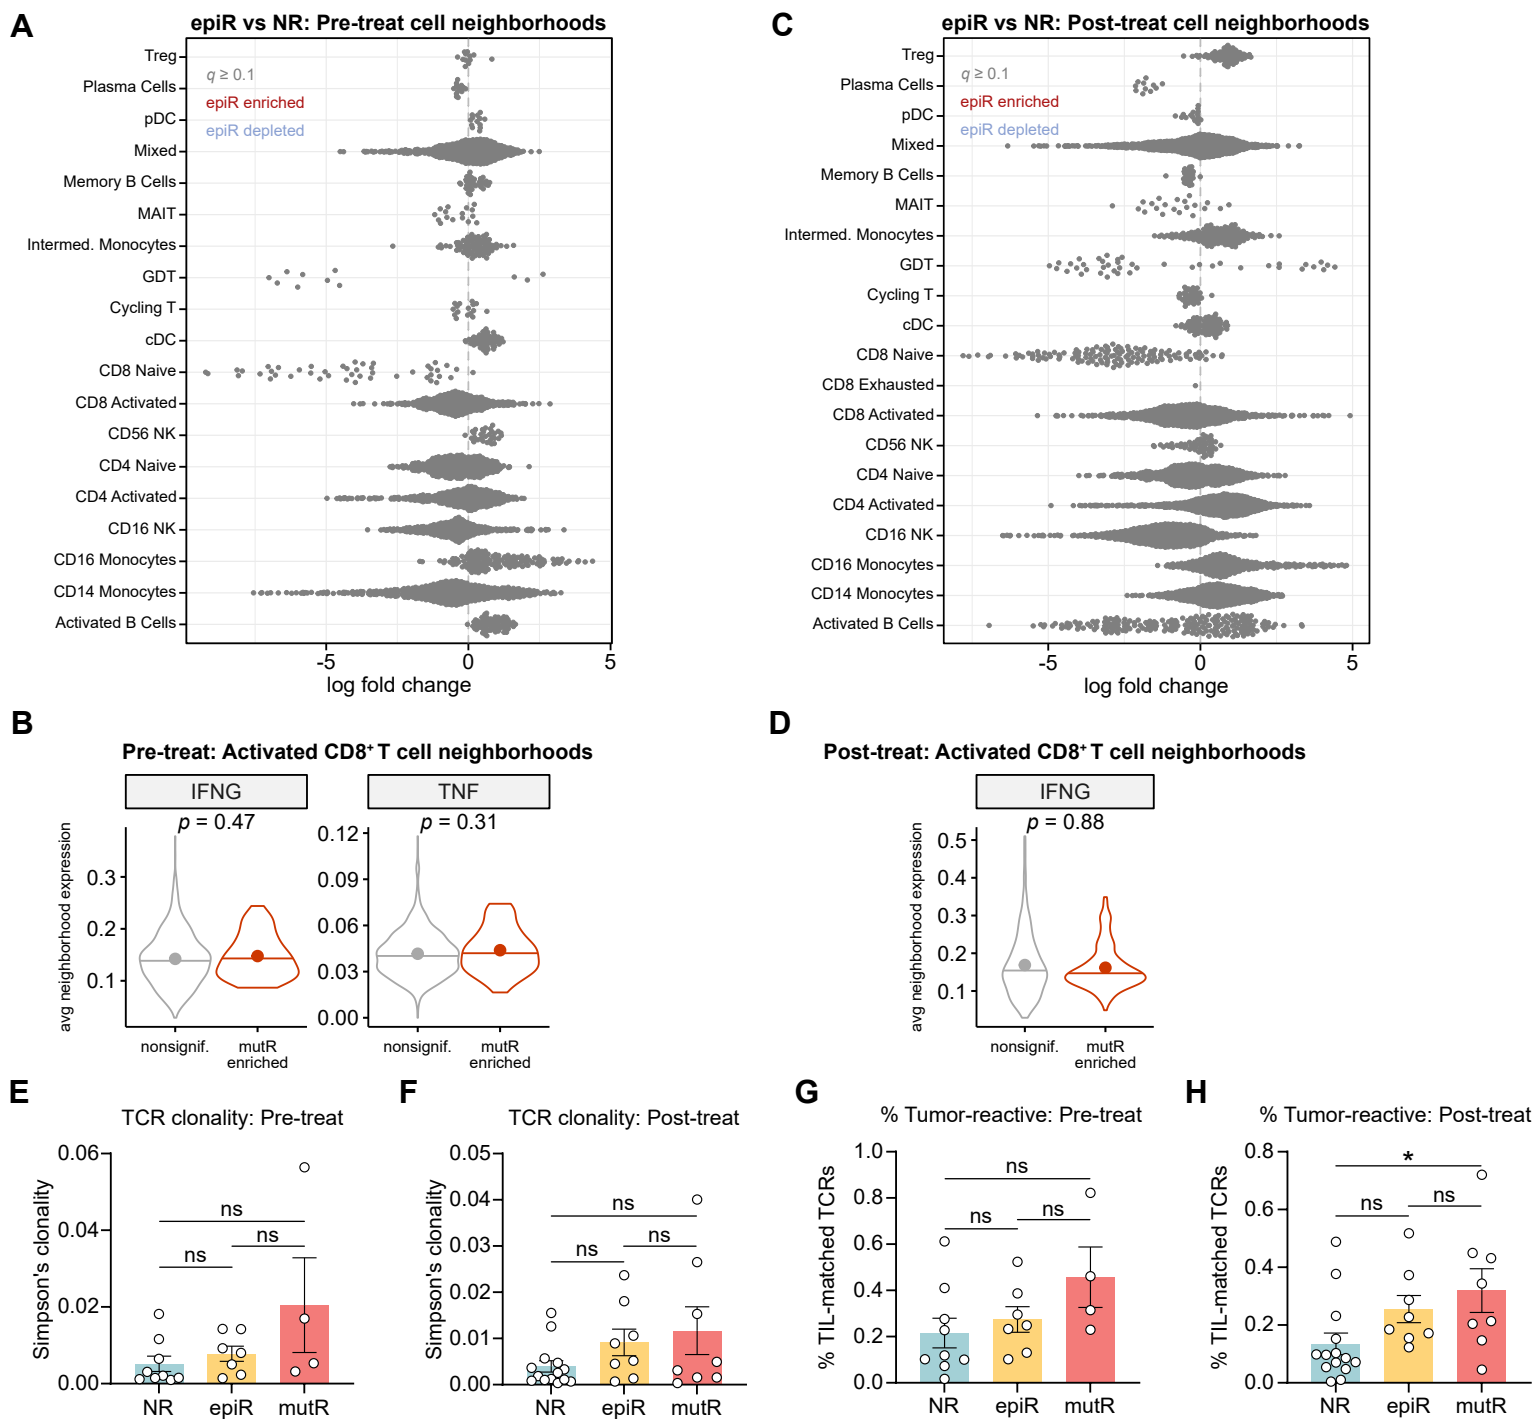 A
epiR vs NR: Pre-treat cell neighborhoods
Treg
Plasma Cells
pDC
Mixed
Memory B Cells
MAIT
Intermed. Monocytes
GDT
Cycling T
cDC
CD8 Naive
CD8 Activated
CD56 NK
CD4 Naive
CD4 Activated
CD16 NK
CD16 Monocytes
CD14 Monocytes
Activated B Cells
q ≥ 0.1
epiR enriched
epiR depleted
-5 0 5
log fold change
C
epiR vs NR: Post-treat cell neighborhoods
Treg
Plasma Cells
pDC
Mixed
Memory B Cells
MAIT
Intermed. Monocytes
GDT
Cycling T
cDC
CD8 Naive
CD8 Exhausted
CD8 Activated
CD56 NK
CD4 Naive
CD4 Activated
CD16 NK
CD16 Monocytes
CD14 Monocytes
Activated B Cells
q ≥ 0.1
epiR enriched
epiR depleted
-5 0 5
log fold change
B
Pre-treat: Activated CD8⁺ T cell neighborhoods
avg neighborhood expression
IFNG
p = 0.47
0.3
0.2
0.1
nonsignif. mutR enriched
TNF
p = 0.31
0.12
0.09
0.06
0.03
0.00
nonsignif. mutR enriched
D
Post-treat: Activated CD8⁺ T cell neighborhoods
avg neighborhood expression
IFNG
p = 0.88
0.5
0.4
0.3
0.2
0.1
nonsignif. mutR enriched
E
TCR clonality: Pre-treat
Simpson's clonality
0.06
0.04
0.02
0.00
ns
ns
ns
NR epiR mutR
F
TCR clonality: Post-treat
Simpson's clonality
0.05
0.04
0.03
0.02
0.01
0.00
ns
ns
ns
NR epiR mutR
G
% Tumor-reactive: Pre-treat
% TIL-matched TCRs
1.0
0.8
0.6
0.4
0.2
0.0
ns
ns
ns
NR epiR mutR
H
% Tumor-reactive: Post-treat
% TIL-matched TCRs
0.8
0.6
0.4
0.2
0.0
*
ns
ns
NR epiR mutR